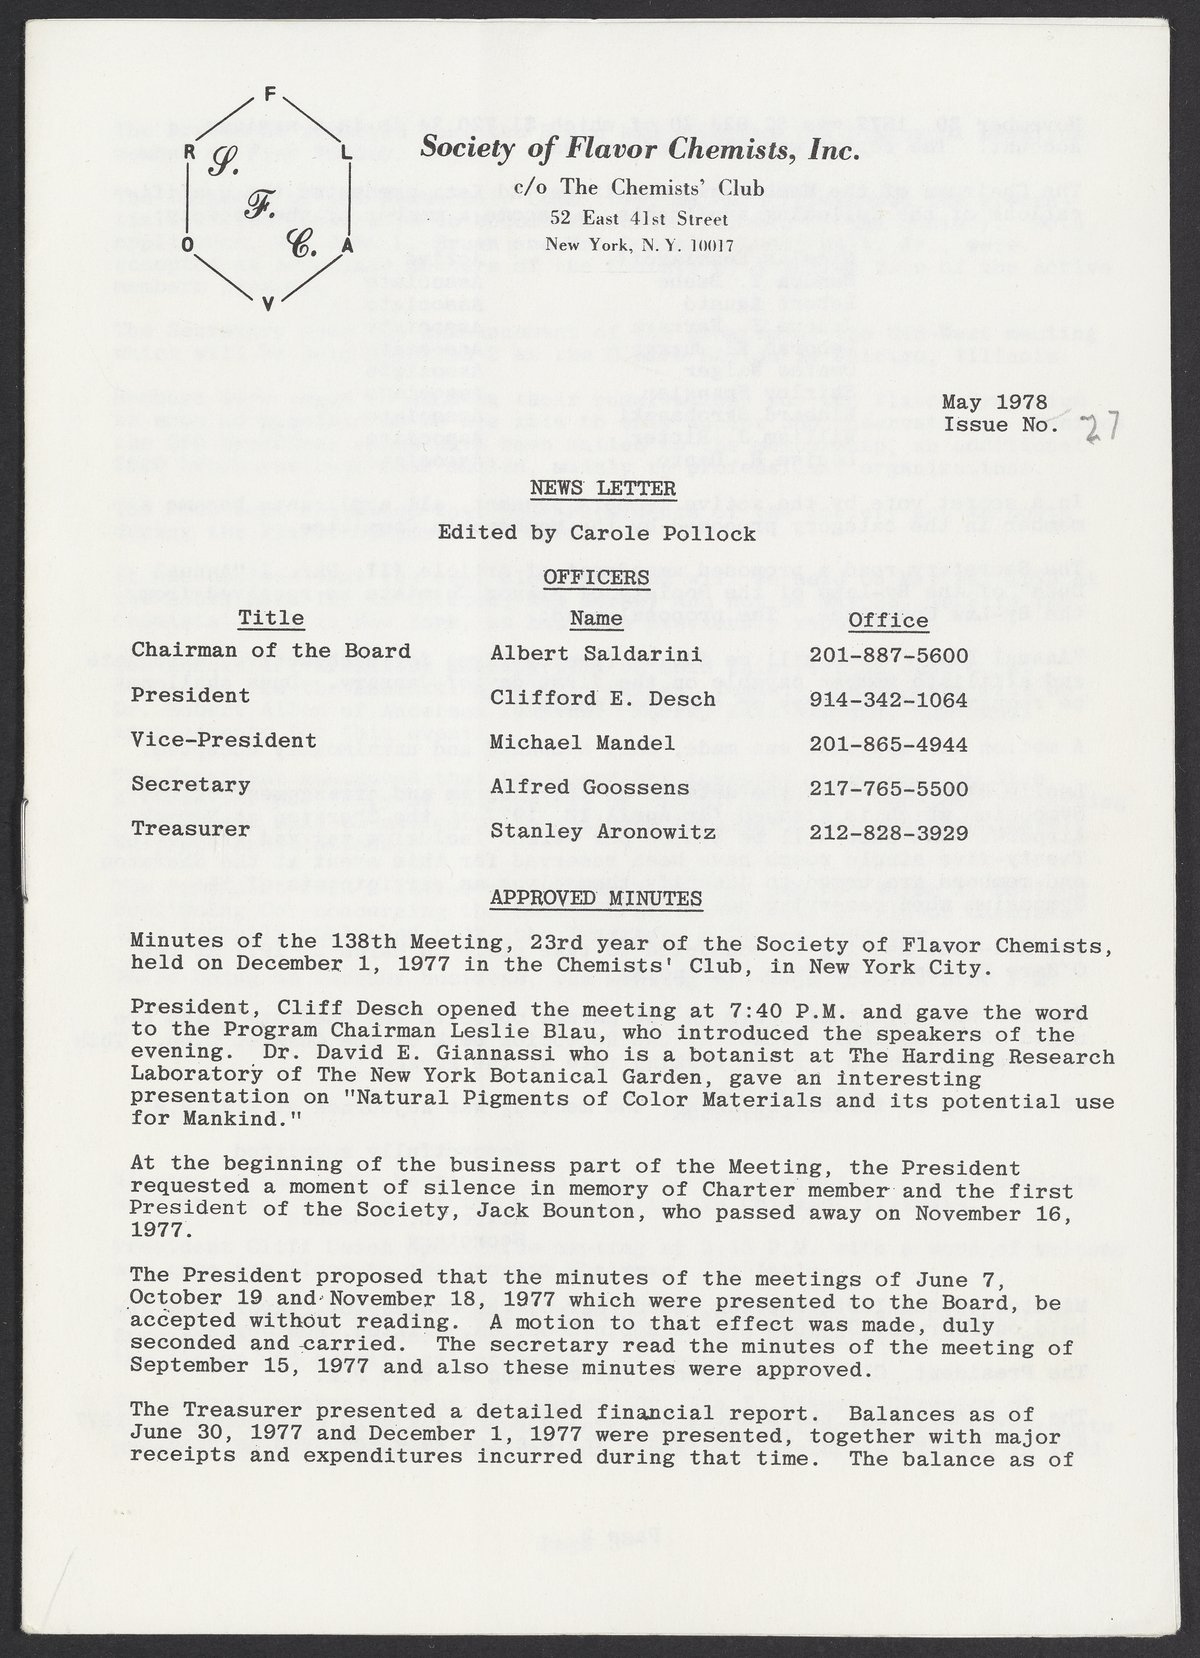 F
L
A
V
O
R
S.
F.
C.
Society of Flavor Chemists, Inc.
c/o The Chemists' Club
52 East 41st Street
New York, N. Y. 10017
May 1978
Issue No. 27
NEWS LETTER
Edited by Carole Pollock
OFFICERS
Title Name Office
Chairman of the Board Albert Saldarini 201-887-5600
President Clifford E. Desch 914-342-1064
Vice-President Michael Mandel 201-865-4944
Secretary Alfred Goossens 217-765-5500
Treasurer Stanley Aronowitz 212-828-3929
APPROVED MINUTES
Minutes of the 138th Meeting, 23rd year of the Society of Flavor Chemists,
held on December 1, 1977 in the Chemists' Club, in New York City.
President, Cliff Desch opened the meeting at 7:40 P.M. and gave the word
to the Program Chairman Leslie Blau, who introduced the speakers of the
evening. Dr. David E. Giannassi who is a botanist at The Harding Research
Laboratory of The New York Botanical Garden, gave an interesting
presentation on "Natural Pigments of Color Materials and its potential use
for Mankind."
At the beginning of the business part of the Meeting, the President
requested a moment of silence in memory of Charter member and the first
President of the Society, Jack Bounton, who passed away on November 16,
1977.
The President proposed that the minutes of the meetings of June 7,
October 19 and November 18, 1977 which were presented to the Board, be
accepted without reading. A motion to that effect was made, duly
seconded and carried. The secretary read the minutes of the meeting of
September 15, 1977 and also these minutes were approved.
The Treasurer presented a detailed financial report. Balances as of
June 30, 1977 and December 1, 1977 were presented, together with major
receipts and expenditures incurred during that time. The balance as of